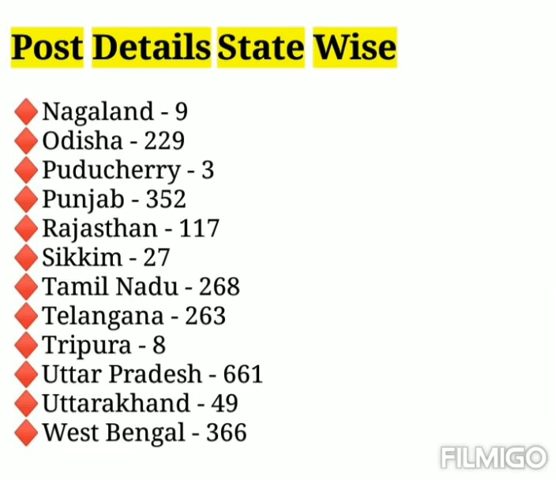 Post Details State Wise
Nagaland - 9
Odisha - 229
Puducherry - 3
Punjab - 352
Rajasthan - 117
Sikkim - 27
Tamil Nadu - 268
Telangana - 263
Tripura - 8
Uttar Pradesh - 661
Uttarakhand - 49
West Bengal - 366
FILMIGO